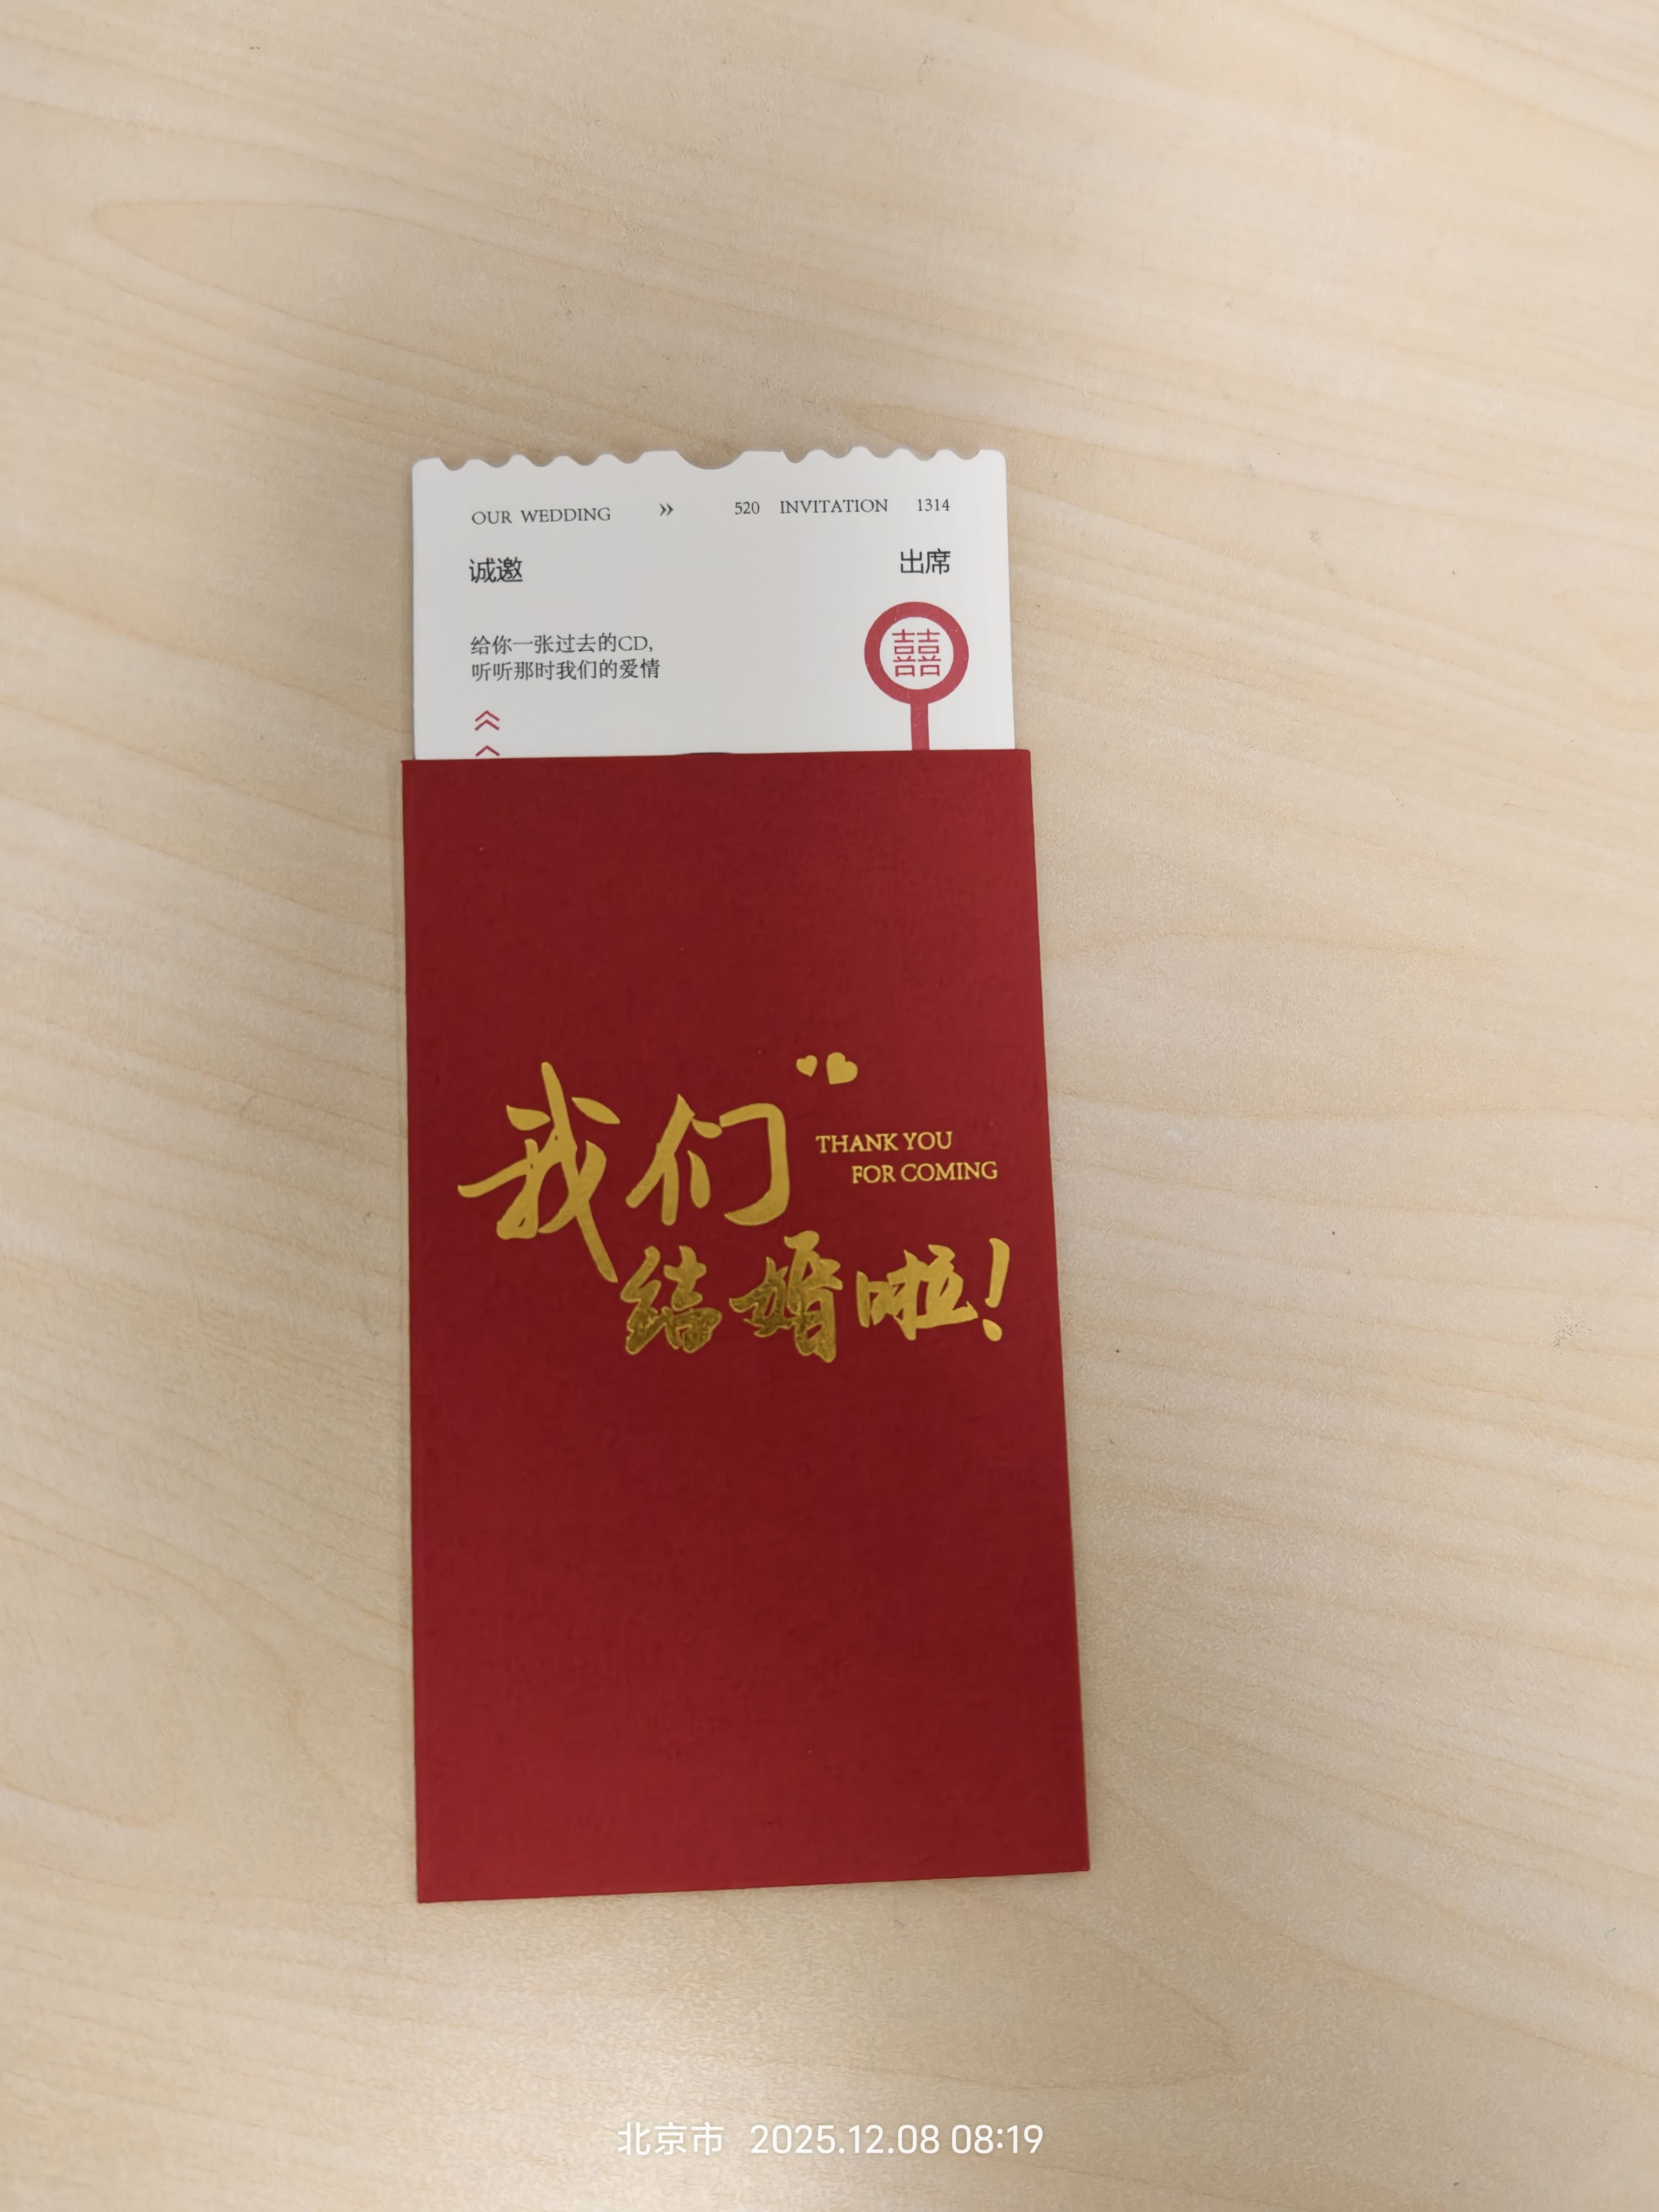 OUR WEDDING » 520 INVITATION 1314
诚邀 出席
给你一张过去的CD,
听听那时我们的爱情
囍
我们
THANK YOU
FOR COMING
结婚啦!
北京市 2025.12.08 08:19